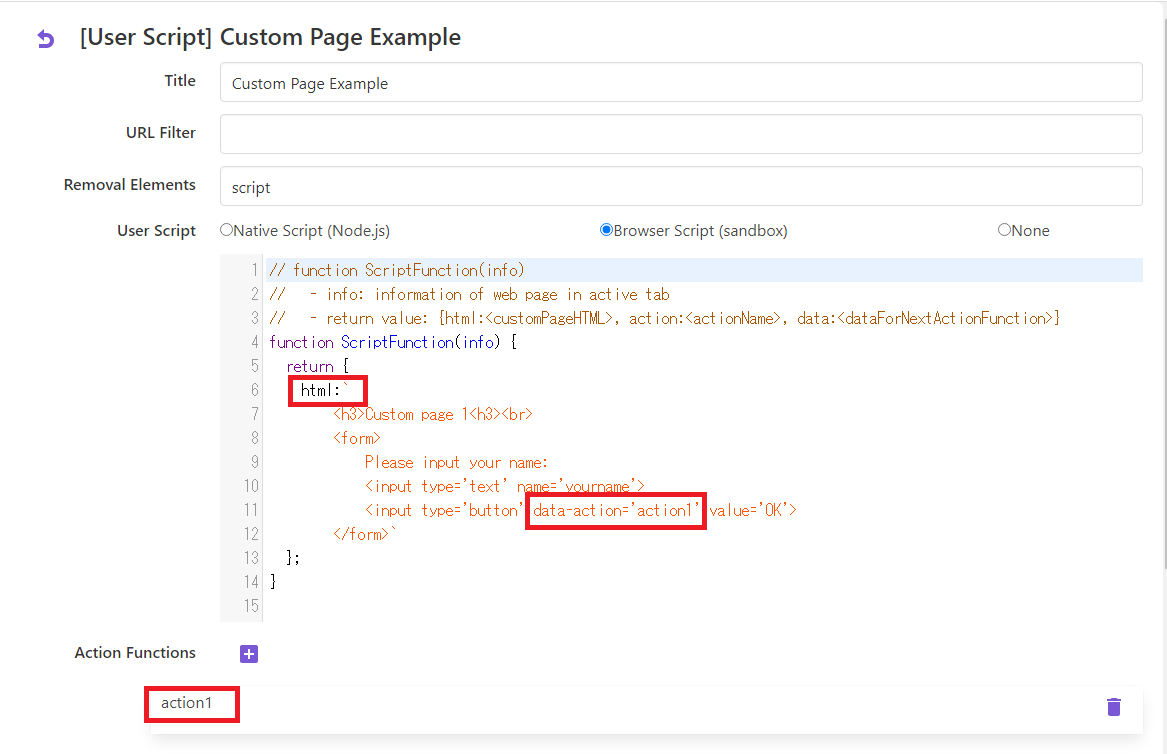 [User Script] Custom Page Example
Title
Custom Page Example
URL Filter
Removal Elements
script
User Script
Native Script (Node.js)
Browser Script (sandbox)
None
1 // function ScriptFunction(info)
2 //   - info: information of web page in active tab
3 //   - return value: {html:<customPageHTML>, action:<actionName>, data:<dataForNextActionFunction>}
4 function ScriptFunction(info) {
5   return {
6     html:`
7         <h3>Custom page 1<h3><br>
8         <form>
9             Please input your name:
10             <input type='text' name='yourname'>
11             <input type='button' data-action='action1' value='OK'>
12         </form>`
13   };
14 }
15
Action Functions
action1